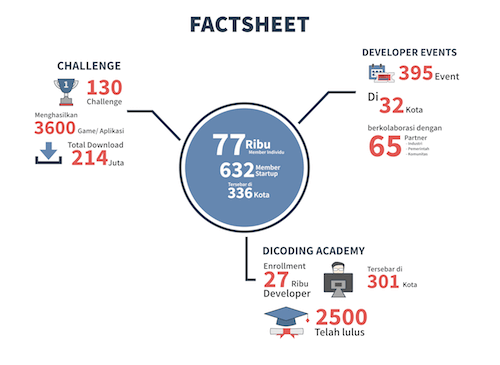 FACTSHEET
CHALLENGE
1
130
Challenge
Menghasilkan
3600 Game/ Aplikasi
Total Download
214 Juta
DEVELOPER EVENTS
395 Event
Di
32 Kota
berkolaborasi dengan
65 Partner
- Industri
- Pemerintah
- Komunitas
77 Ribu
Member Individu
632 Member
Startup
Tersebar di
336 Kota
DICODING ACADEMY
Enrollment
27 Ribu
Developer
Tersebar di
301 Kota
2500
Telah lulus